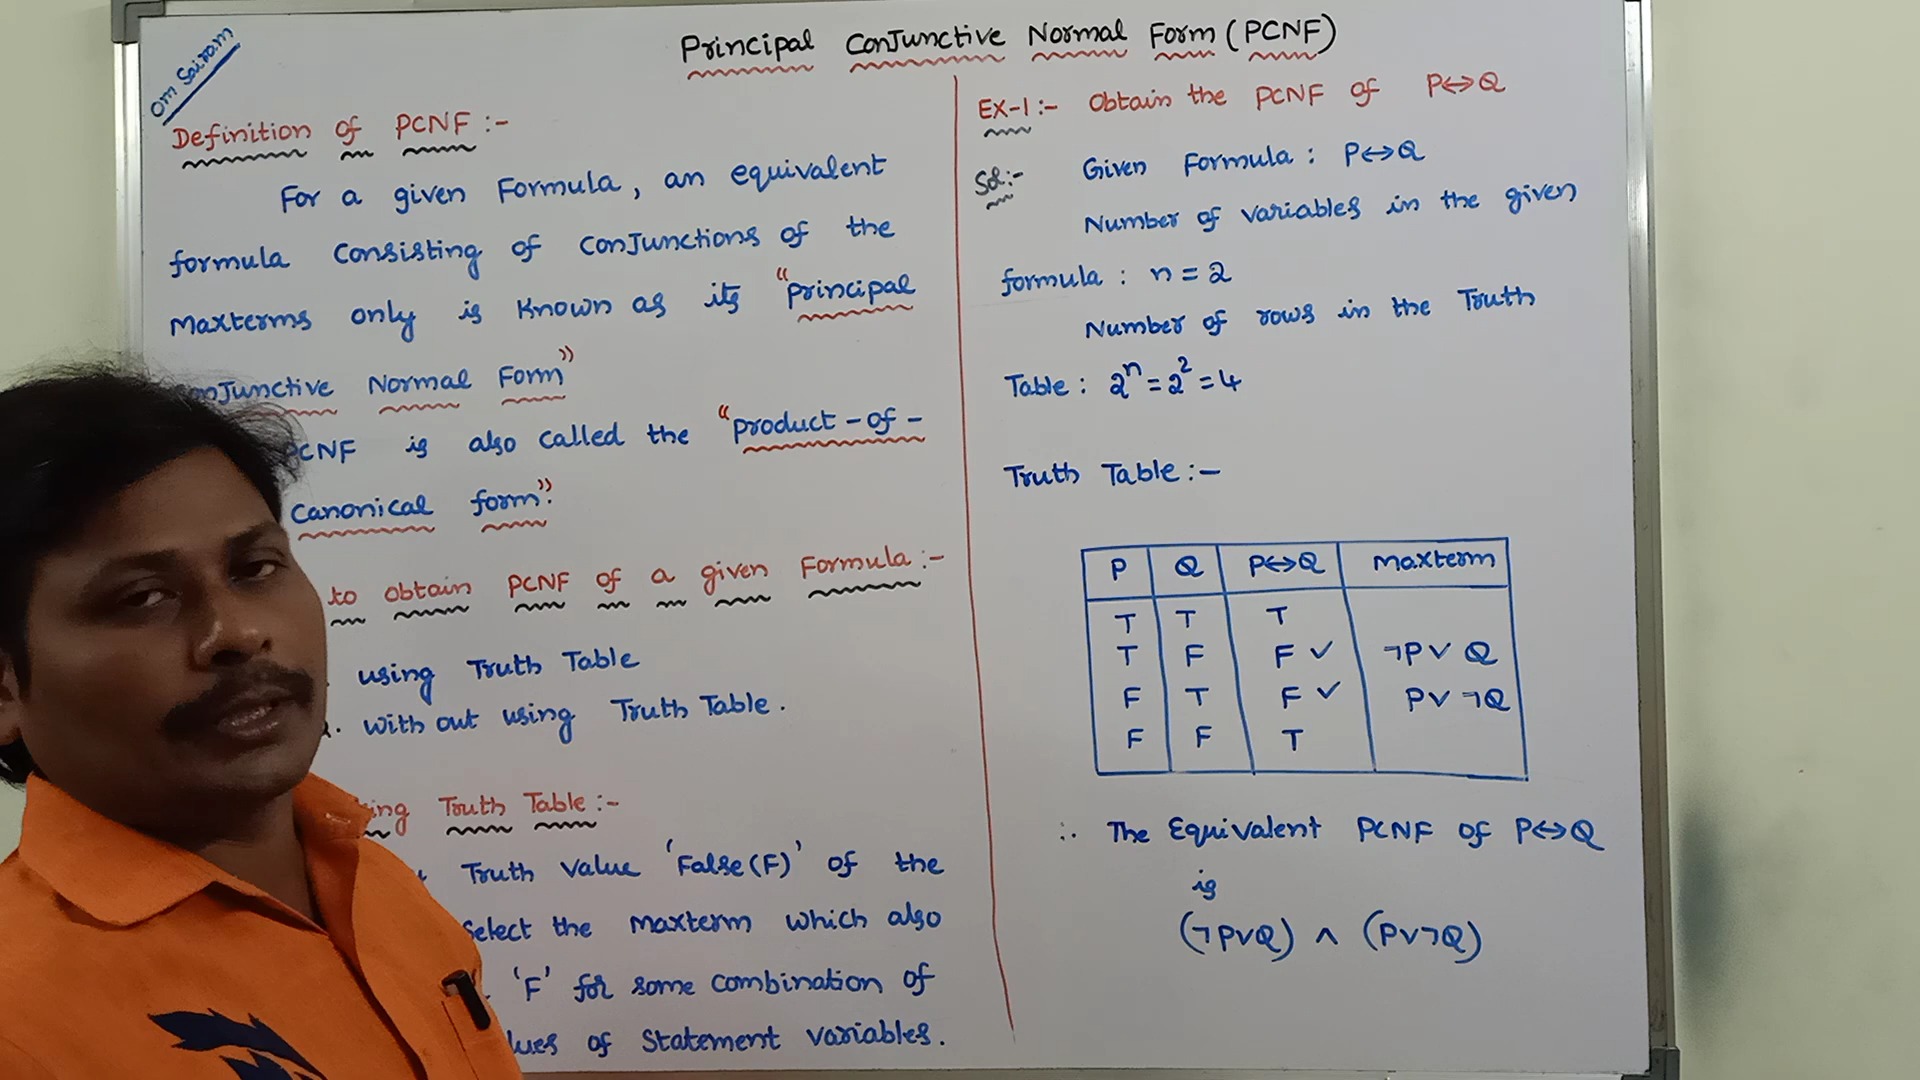 Om Sairam
Principal Conjunctive Normal Form (PCNF)
Definition of PCNF :-
For a given Formula, an equivalent
formula consisting of conjunctions of the
Maxterms only is known as its "Principal
Conjunctive Normal Form"
PCNF is also called the "product-of-
Canonical form".
to obtain PCNF of a given Formula :-
using Truth Table
2. With out using Truth Table.
Using Truth Table :-
Truth value 'False(F)' of the
select the maxterm which also
'F' for some combination of
values of statement variables.
EX-1 :- Obtain the PCNF of P↔Q
Sol :- Given Formula : P↔Q
Number of variables in the given
formula : n = 2
Number of rows in the Truth
Table : 2ⁿ = 2² = 4
Truth Table :-
P Q P↔Q Maxterm
T T T
T F F ✓ ¬P∨Q
F T F ✓ P∨¬Q
F F T
∴ The Equivalent PCNF of P↔Q
is
(¬P∨Q) ∧ (P∨¬Q)